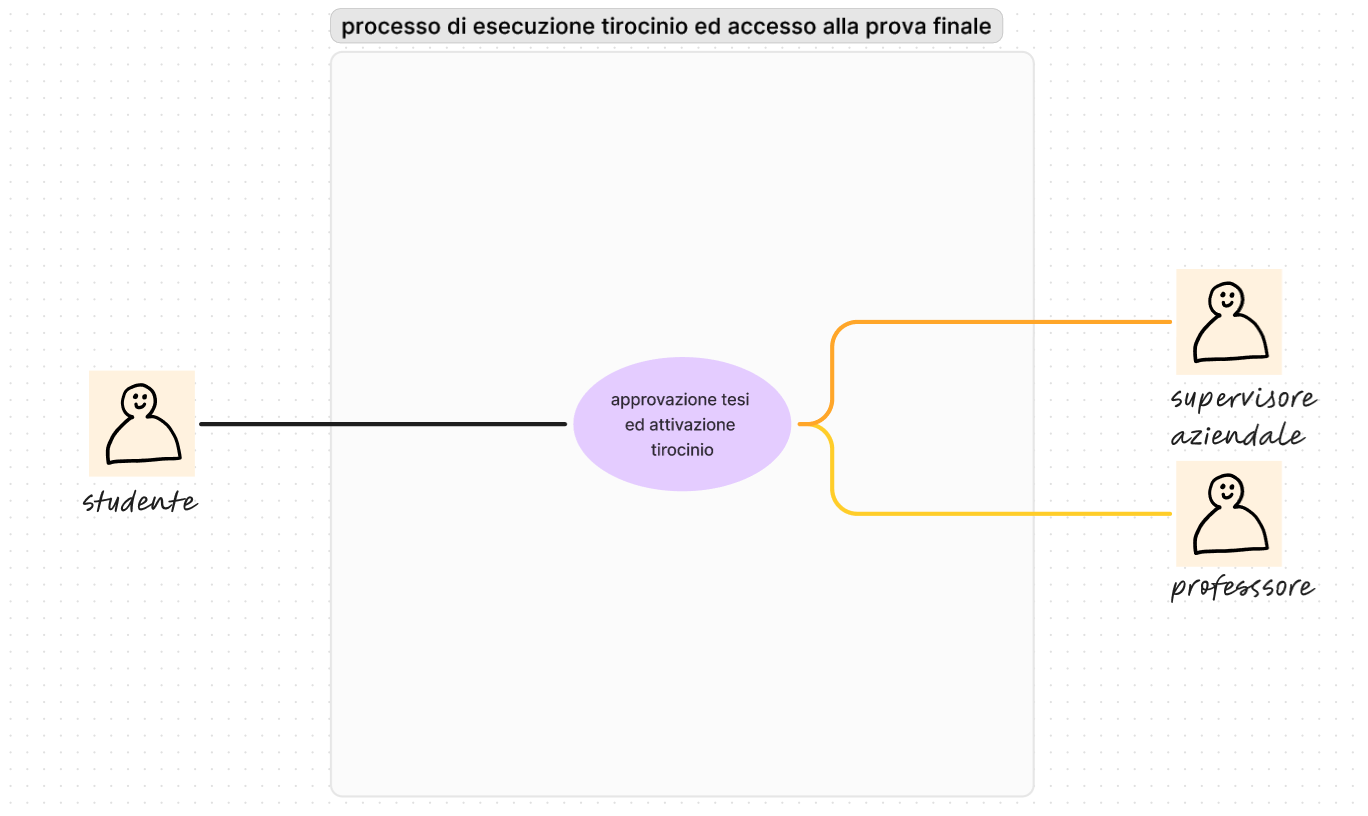 processo di esecuzione tirocinio ed accesso alla prova finale
approvazione tesi
ed attivazione
tirocinio
studente
supervisore
aziendale
professsore